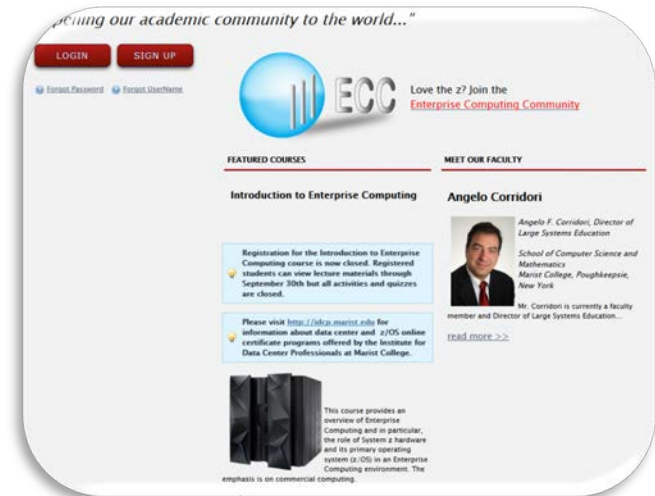 opening our academic community to the world..."
LOGIN
SIGN UP
Forgot Password
Forgot UserName
ECC
Love the z? Join the
Enterprise Computing Community
FEATURED COURSES
Introduction to Enterprise Computing
Registration for the Introduction to Enterprise
Computing course is now closed. Registered
students can view lecture materials through
September 30th but all activities and quizzes
are closed.
Please visit http://idcp.marist.edu for
information about data center and z/OS online
certificate programs offered by the Institute for
Data Center Professionals at Marist College.
This course provides an
overview of Enterprise
Computing and in particular,
the role of System z hardware
and its primary operating
system (z/OS) in an Enterprise
Computing environment. The
emphasis is on commercial computing.
MEET OUR FACULTY
Angelo Corridori
Angelo F. Corridori, Director of
Large Systems Education
School of Computer Science and
Mathematics
Marist College, Poughkeepsie,
New York
Mr. Corridori is currently a faculty
member and Director of Large Systems Education...
read more >>